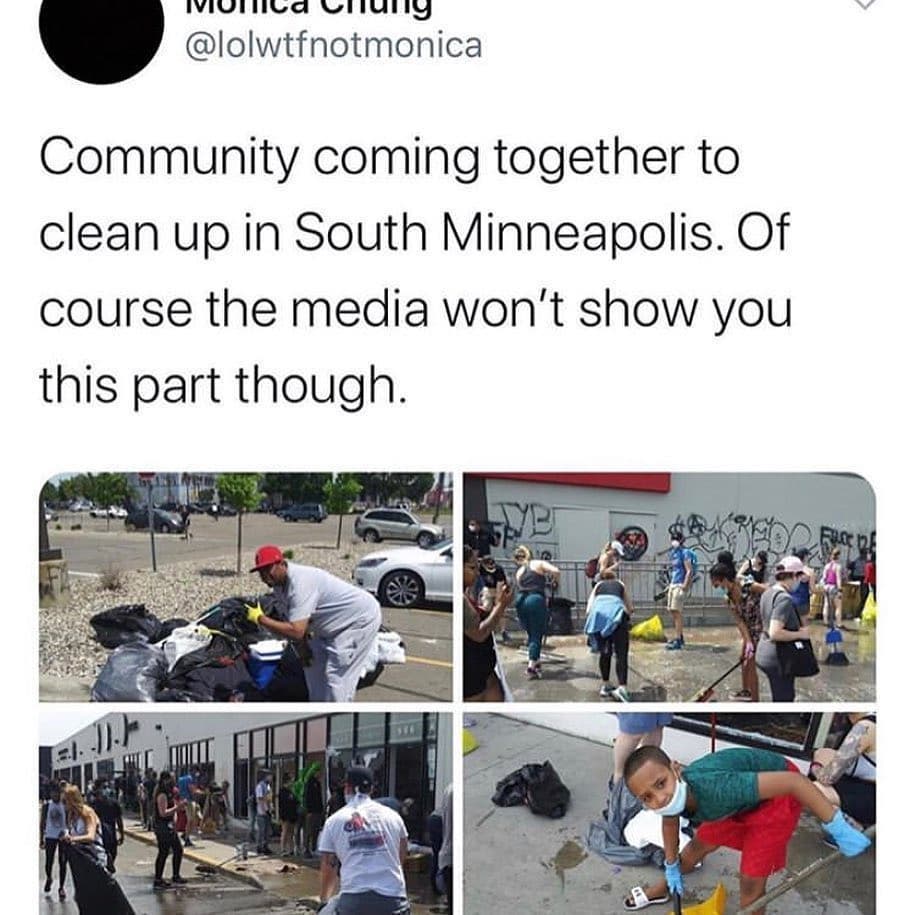 Monica Chung
@lolwtfnotmonica
Community coming together to
clean up in South Minneapolis. Of
course the media won't show you
this part though.